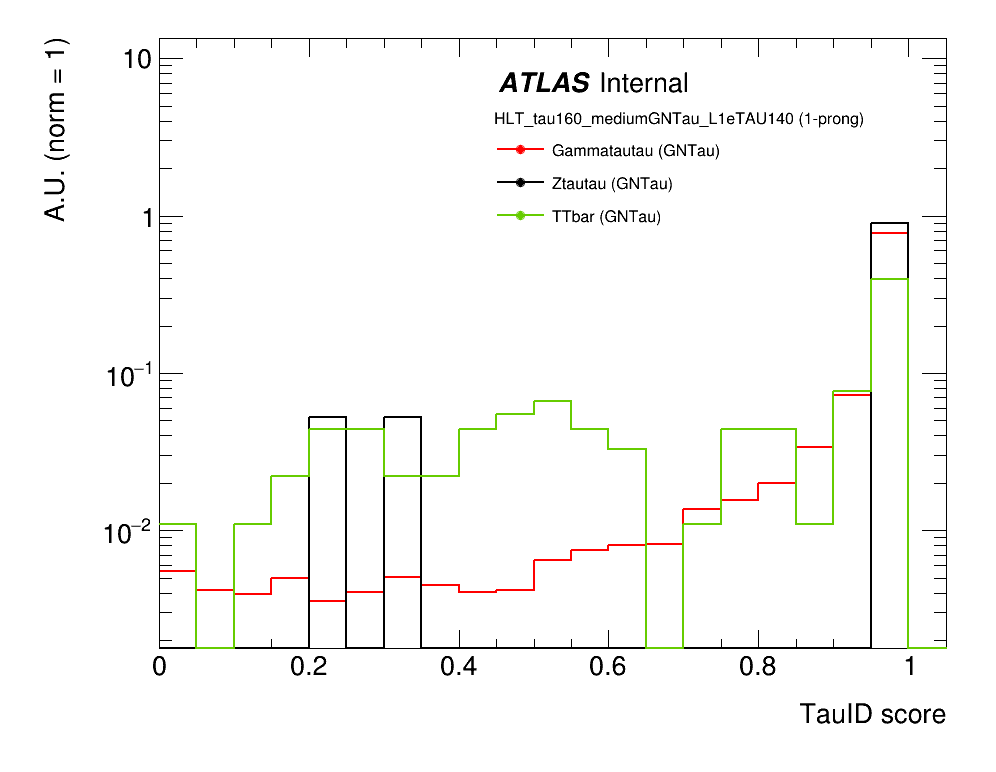 A.U. (norm = 1)
10
1
10⁻¹
10⁻²
ATLAS Internal
HLT_tau160_mediumGNTau_L1eTAU140 (1-prong)
Gammatautau (GNTau)
Ztautau (GNTau)
TTbar (GNTau)
0 0.2 0.4 0.6 0.8 1
TauID score